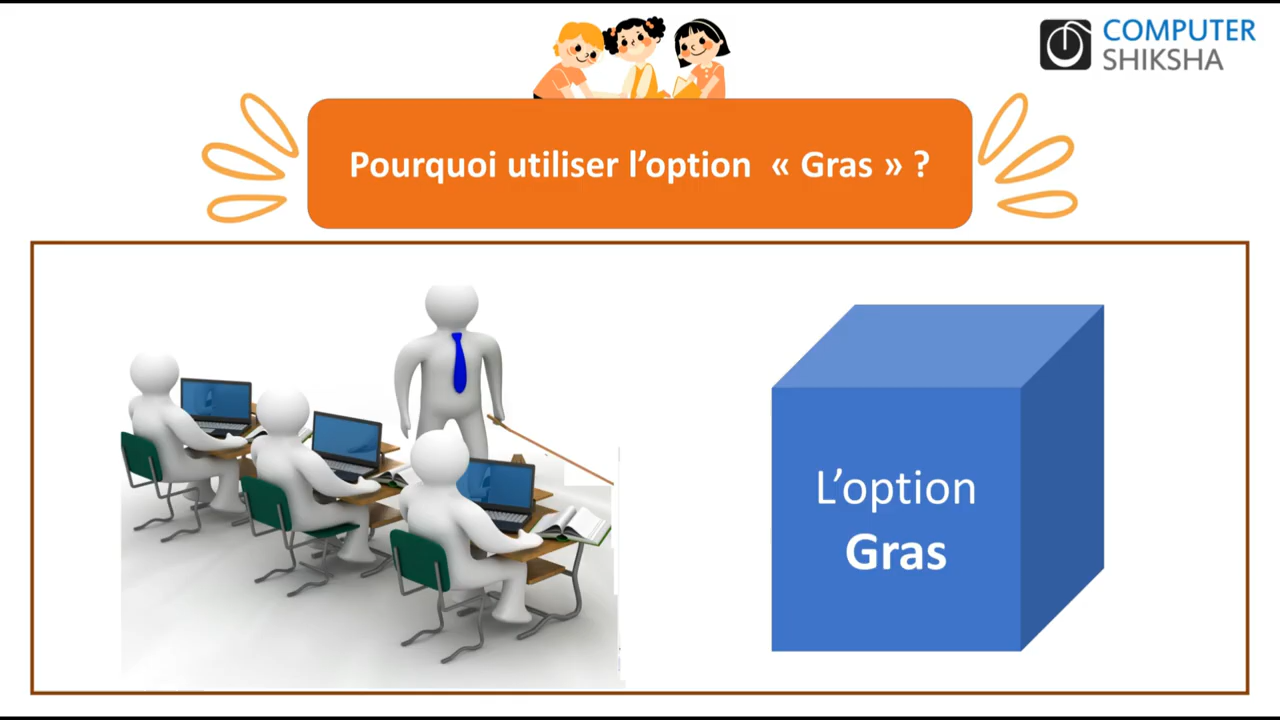 COMPUTER
SHIKSHA
Pourquoi utiliser l’option « Gras » ?
L’option
Gras